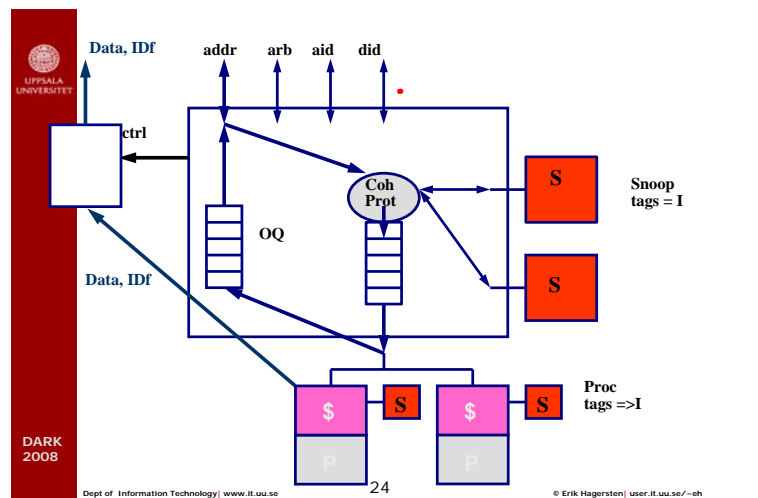 UPPSALA
UNIVERSITET
Data, IDf
addr
arb
aid
did
ctrl
Coh
Prot
S
Snoop
tags = I
OQ
S
Data, IDf
$
S
$
S
Proc
tags =>I
P
P
DARK
2008
Dept of Information Technology| www.it.uu.se
24
© Erik Hagersten| user.it.uu.se/~eh